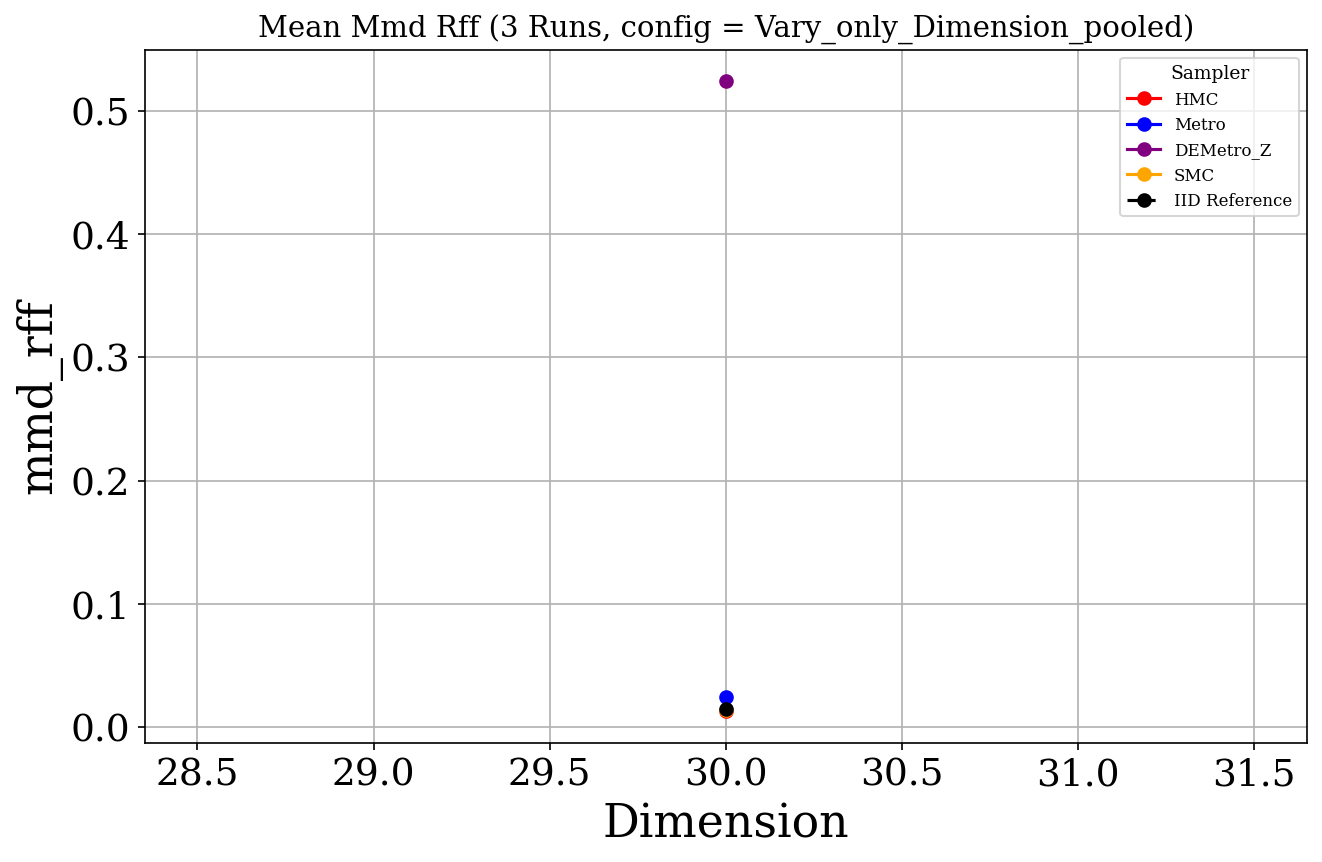 Mean Mmd Rff (3 Runs, config = Vary_only_Dimension_pooled)
Sampler
HMC
Metro
DEMetro_Z
SMC
IID Reference
mmd_rff
0.5
0.4
0.3
0.2
0.1
0.0
28.5 29.0 29.5 30.0 30.5 31.0 31.5
Dimension